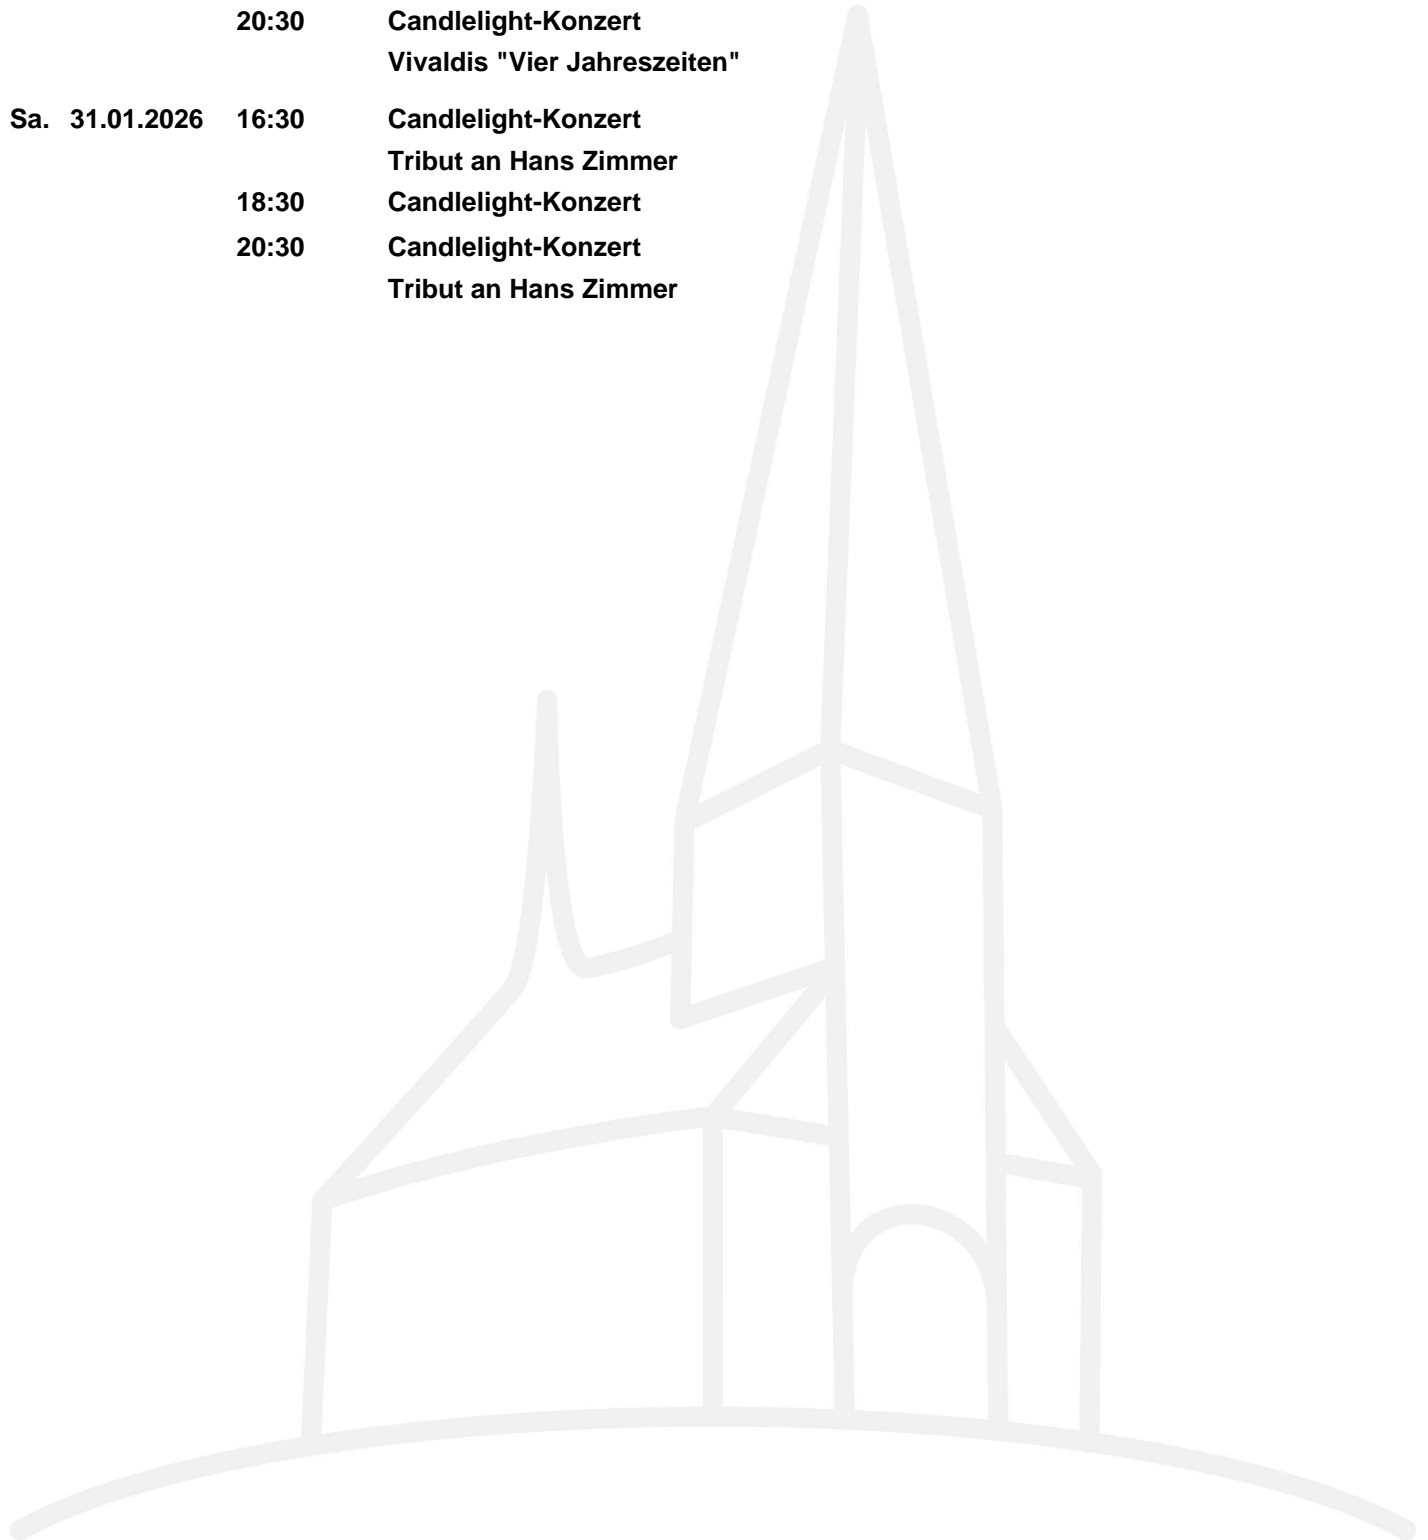 20:30 Candlelight-Konzert
Vivaldis "Vier Jahreszeiten"
Sa. 31.01.2026 16:30 Candlelight-Konzert
Tribut an Hans Zimmer
18:30 Candlelight-Konzert
20:30 Candlelight-Konzert
Tribut an Hans Zimmer